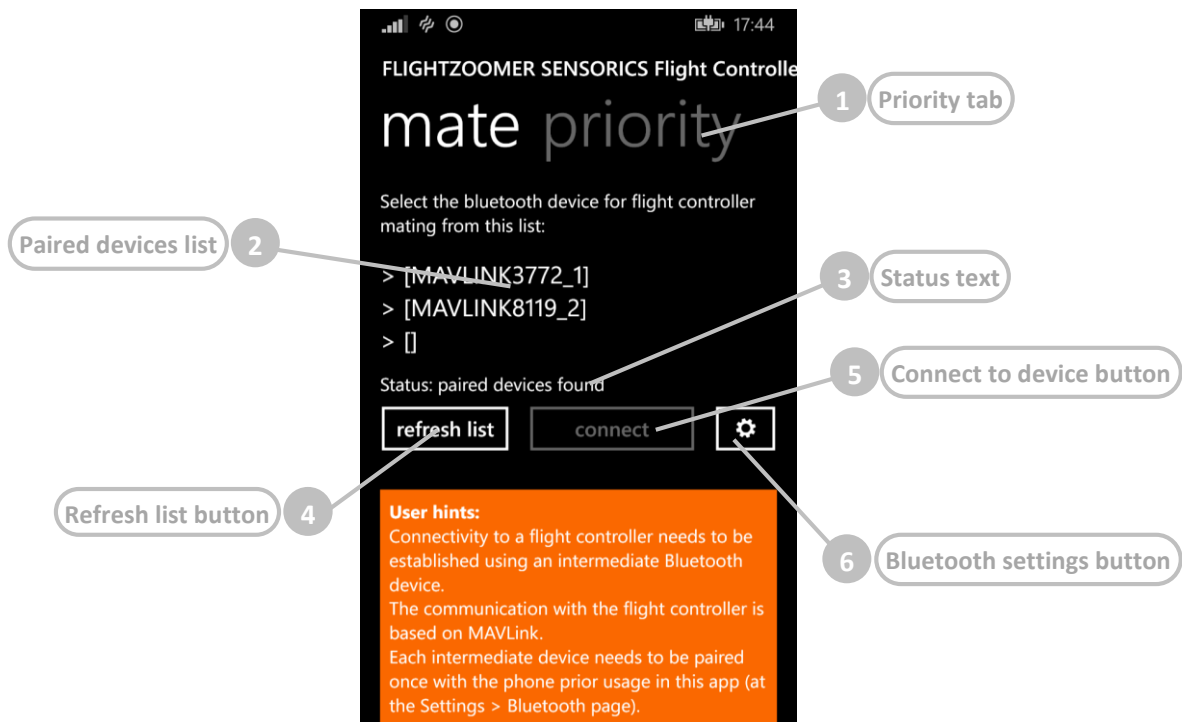 17:44
FLIGHTZOOMER SENSORICS Flight Controlle
mate priority
1 Priority tab
Select the bluetooth device for flight controller
mating from this list:
Paired devices list 2
> [MAVLINK3772_1]
> [MAVLINK8119_2]
> []
3 Status text
Status: paired devices found
5 Connect to device button
refresh list
connect
Refresh list button 4
6 Bluetooth settings button
User hints:
Connectivity to a flight controller needs to be
established using an intermediate Bluetooth
device.
The communication with the flight controller is
based on MAVLink.
Each intermediate device needs to be paired
once with the phone prior usage in this app (at
the Settings > Bluetooth page).